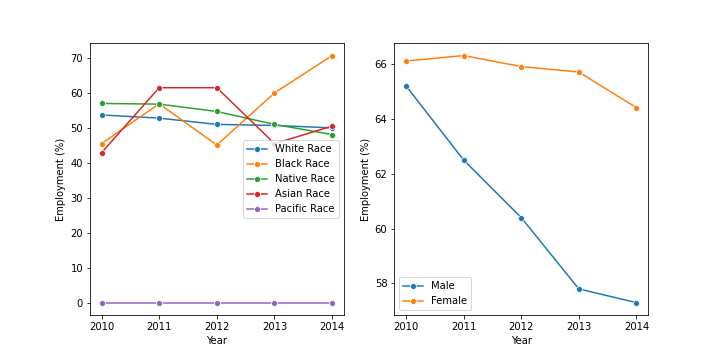 Employment (%)
70
60
50
40
30
20
10
0
2010 2011 2012 2013 2014
Year
White Race
Black Race
Native Race
Asian Race
Pacific Race
Employment (%)
66
64
62
60
58
2010 2011 2012 2013 2014
Year
Male
Female